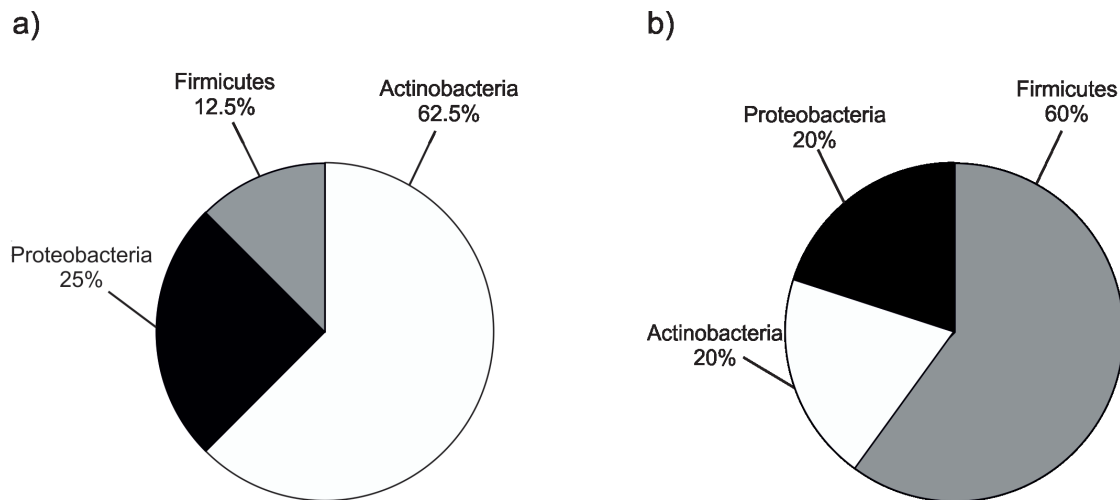 a)
Firmicutes
12.5%
Actinobacteria
62.5%
Proteobacteria
25%
b)
Firmicutes
60%
Proteobacteria
20%
Actinobacteria
20%